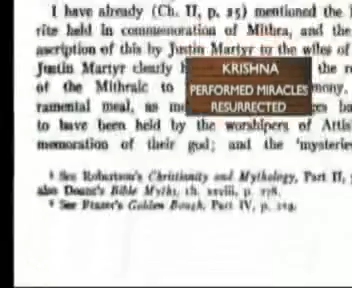 I have already (Ch. II, p. 25) mentioned the
rite held in commemoration of Mithra, and the
ascription of this by Justin Martyr to the wiles of
Justin Martyr clearly the r
of the Mithraic to mony,
ramental meal, as
to have been held by the worshipers of Attis
memoration of their god; and the 'mysteries
KRISHNA
PERFORMED MIRACLES
RESURRECTED
¹ See Robertson's Christianity and Mythology, Part II,
also Doane's Bible Myths, ch. xxviii, p. 278.
² See Frazer's Golden Bough, Part IV, p. 229.